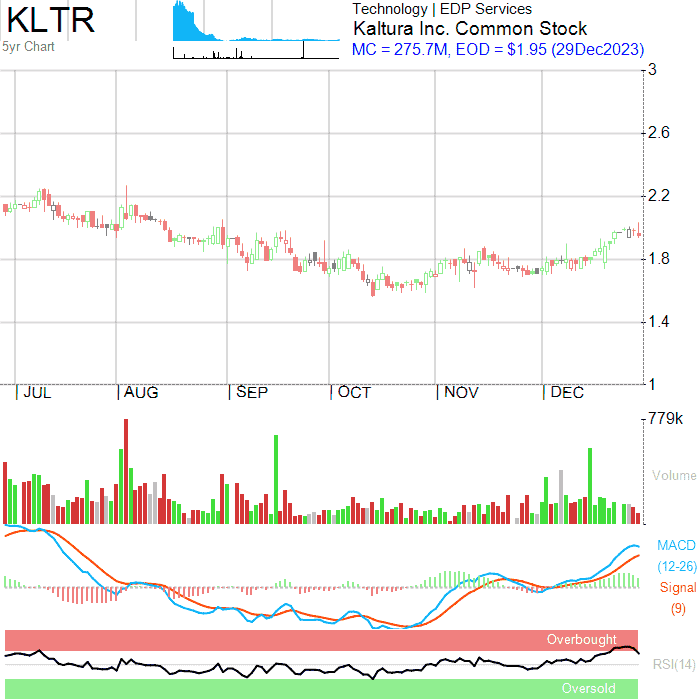 KLTR
5yr Chart
Technology | EDP Services
Kaltura Inc. Common Stock
MC = 275.7M, EOD = $1.95 (29Dec2023)
3
2.6
2.2
1.8
1.4
1
| JUL | AUG | SEP | OCT | NOV | DEC
779k
Volume
MACD
(12-26)
Signal
(9)
Overbought
RSI(14)
Oversold